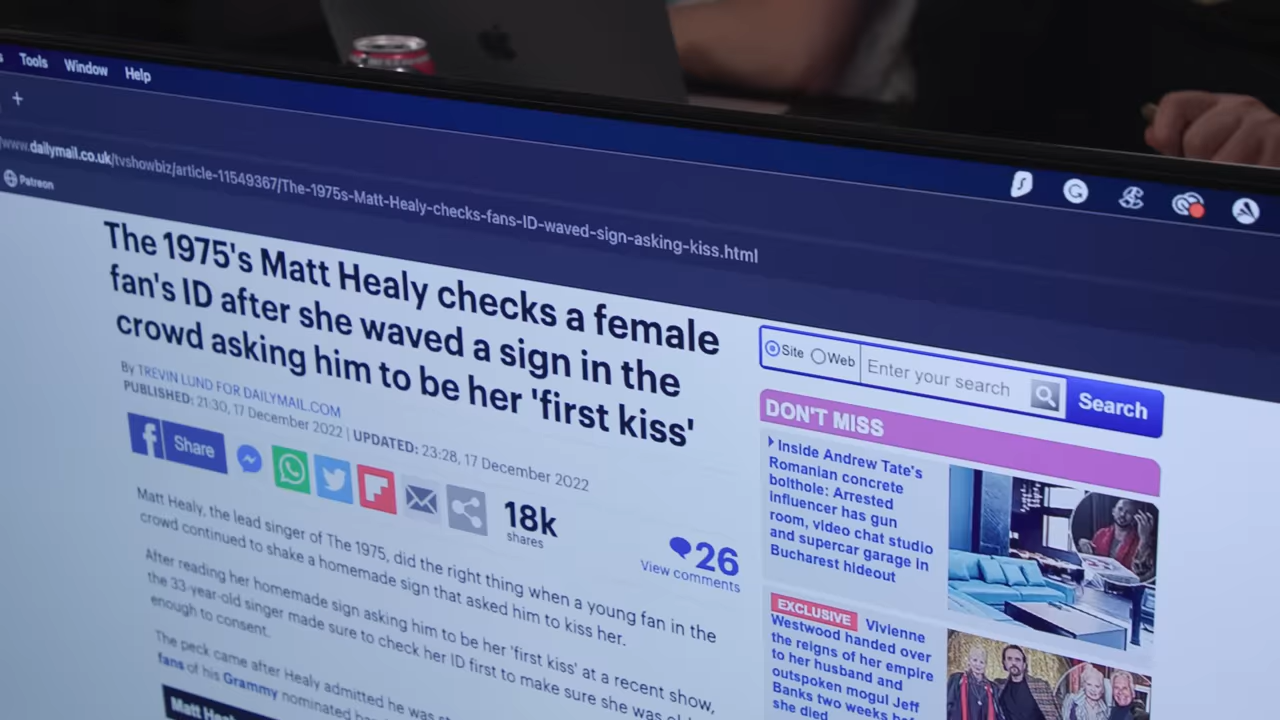 Tools Window Help
+
www.dailymail.co.uk/tvshowbiz/article-11549367/The-1975s-Matt-Healy-checks-fans-ID-waved-sign-asking-kiss.html
Patreon
The 1975's Matt Healy checks a female
fan's ID after she waved a sign in the
crowd asking him to be her 'first kiss'
By TREVIN LUND FOR DAILYMAIL.COM
PUBLISHED: 21:30, 17 December 2022 | UPDATED: 23:28, 17 December 2022
f Share
18k
shares
26
View comments
Matt Healy, the lead singer of The 1975, did the right thing when a young fan in the
crowd continued to shake a homemade sign that asked him to kiss her.
After reading her homemade sign asking him to be her 'first kiss' at a recent show,
the 33-year-old singer made sure to check her ID first to make sure she was old
enough to consent.
The peck came after Healy admitted he was
fans of his Grammy nominated
Matt
Site Web Enter your search Search
DON'T MISS
Inside Andrew Tate's
Romanian concrete
bolthole: Arrested
influencer has gun
room, video chat studio
and supercar garage in
Bucharest hideout
EXCLUSIVE Vivienne
Westwood handed over
the reigns of her empire
to her husband and
outspoken mogul Jeff
Banks two weeks
she died